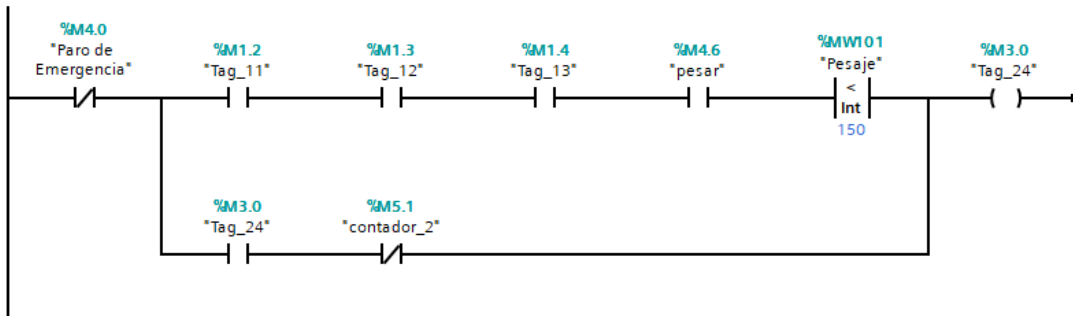 %M4.0
"Paro de
Emergencia"
%M1.2
"Tag_11"
%M1.3
"Tag_12"
%M1.4
"Tag_13"
%M4.6
"pesar"
%MW101
"Pesaje"
<
Int
150
%M3.0
"Tag_24"
%M3.0
"Tag_24"
%M5.1
"contador_2"